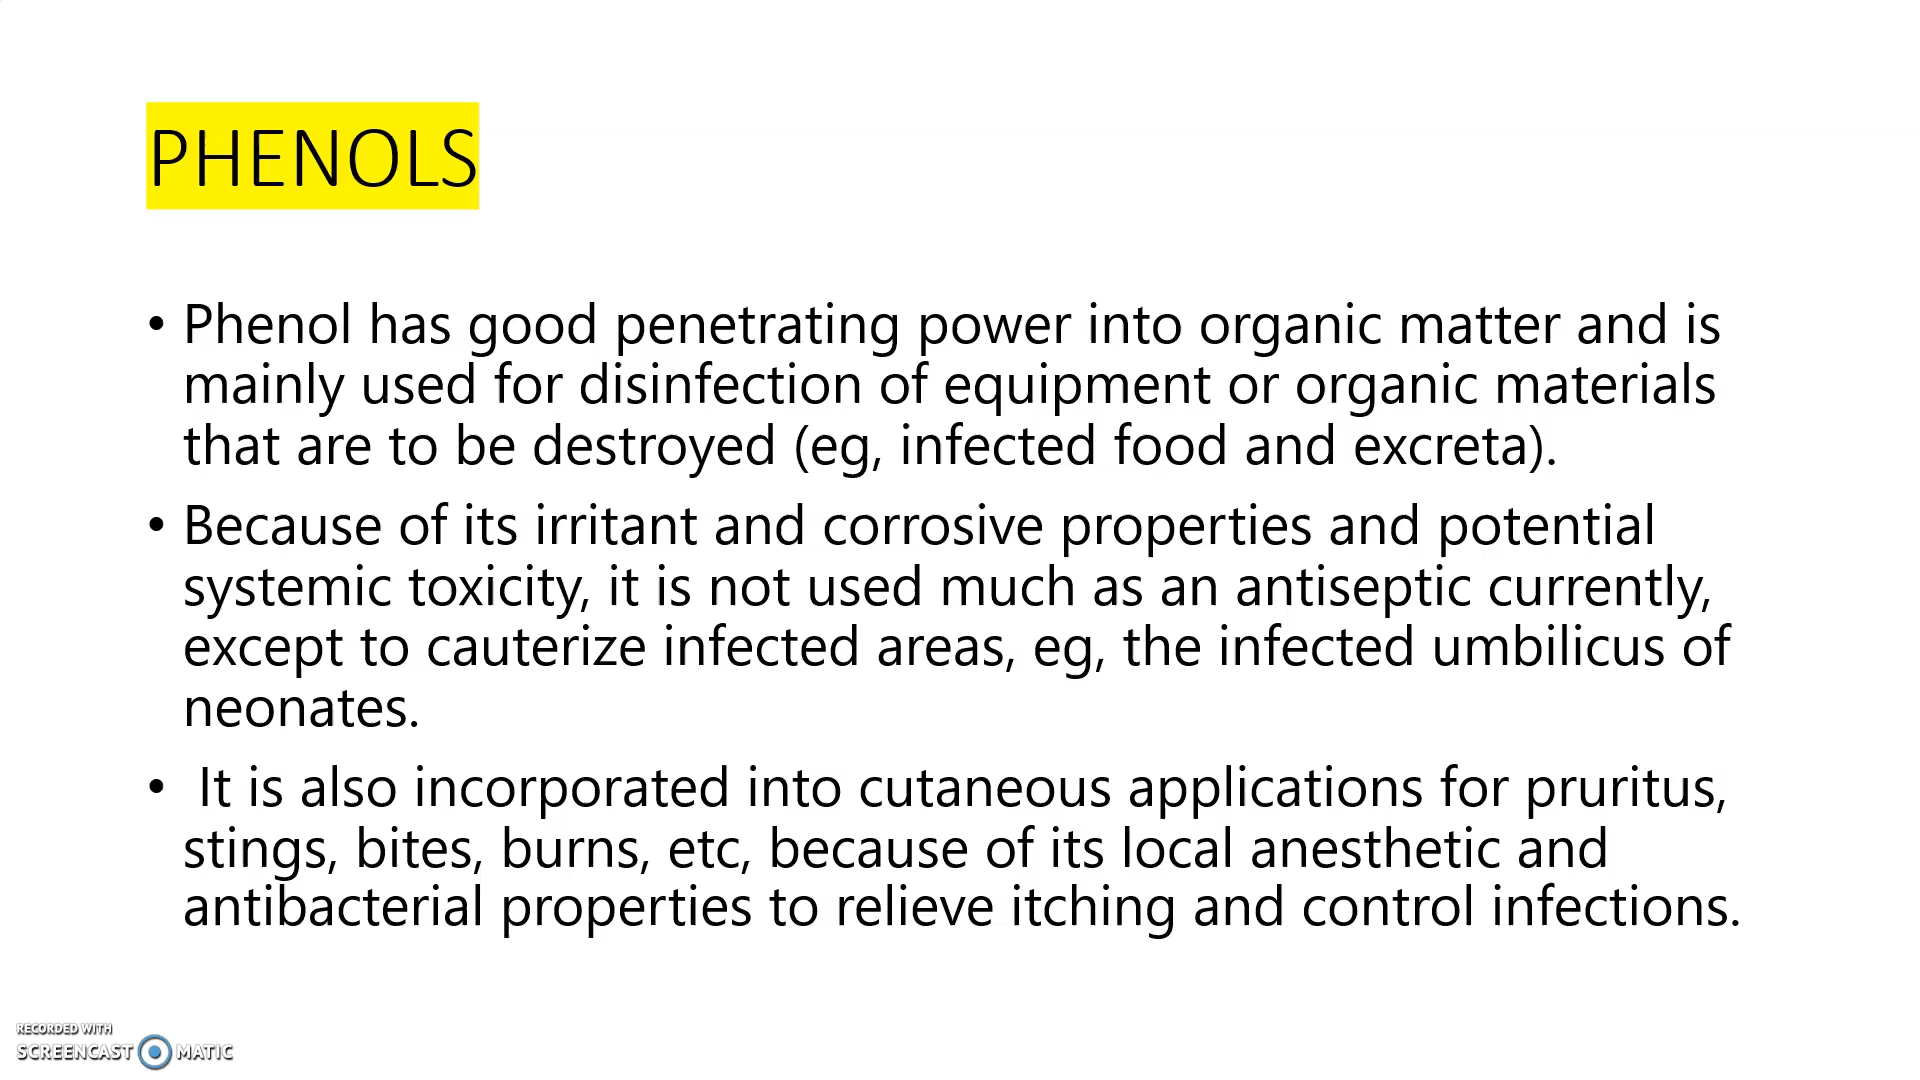 PHENOLS
• Phenol has good penetrating power into organic matter and is
mainly used for disinfection of equipment or organic materials
that are to be destroyed (eg, infected food and excreta).
• Because of its irritant and corrosive properties and potential
systemic toxicity, it is not used much as an antiseptic currently,
except to cauterize infected areas, eg, the infected umbilicus of
neonates.
• It is also incorporated into cutaneous applications for pruritus,
stings, bites, burns, etc, because of its local anesthetic and
antibacterial properties to relieve itching and control infections.
RECORDED WITH
SCREENCAST MATIC